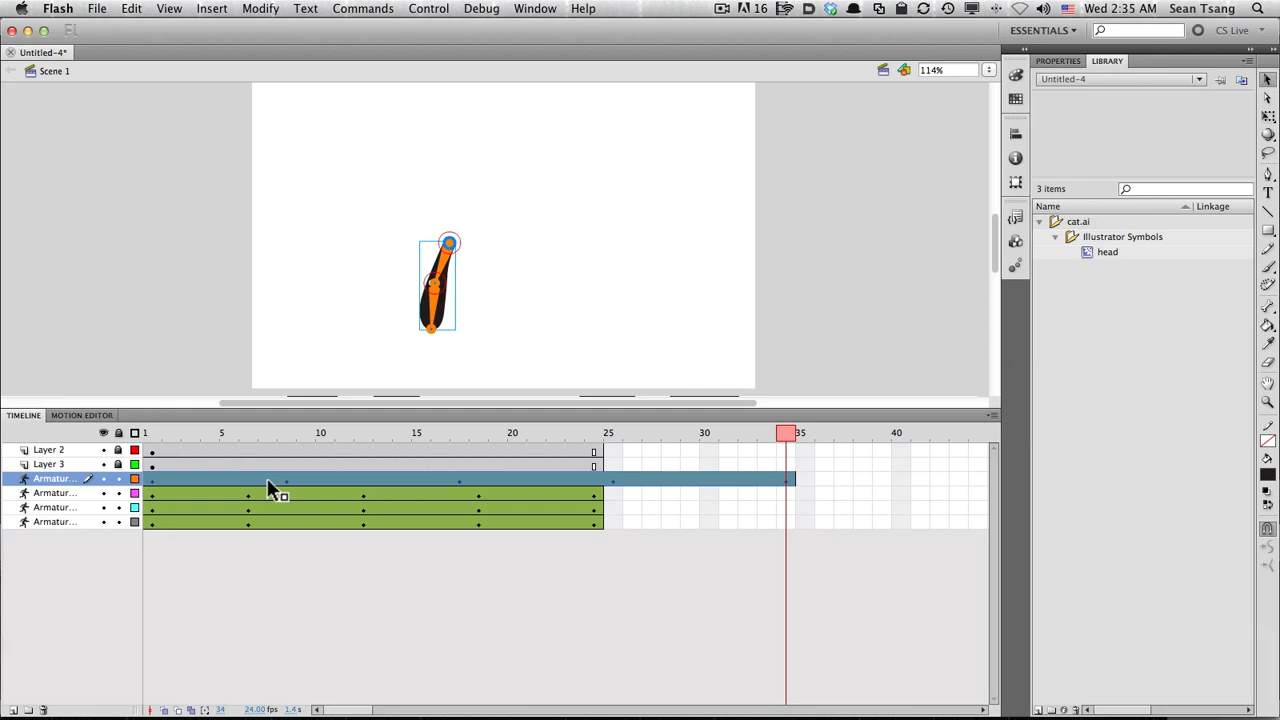 Flash File Edit View Insert Modify Text Commands Control Debug Window Help 16 Wed 2:35 AM Sean Tsang
Fl ESSENTIALS CS Live
Untitled-4*
Scene 1 114%
PROPERTIES LIBRARY
Untitled-4
3 items
Name Linkage
cat.ai
Illustrator Symbols
head
TIMELINE MOTION EDITOR
1 5 10 15 20 25 30 35 40
Layer 2
Layer 3
Armatur...
Armatur...
Armatur...
Armatur...
34 24.00 fps 1.4 s